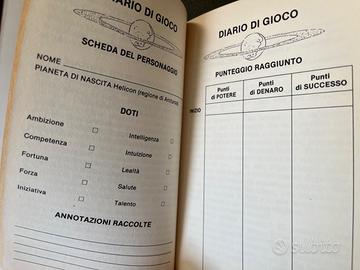 DIARIO DI GIOCO
SCHEDA DEL PERSONAGGIO
NOME
PIANETA DI NASCITA Helicon (regione di Arcturus)
DOTI
Ambizione
Intelligenza
Competenza
Intuizione
Fortuna
Lealtà
Forza
Salute
Iniziativa
Talento
ANNOTAZIONI RACCOLTE
DIARIO DI GIOCO
PUNTEGGIO RAGGIUNTO
Punti di POTERE
Punti di DENARO
Punti di SUCCESSO
INIZIO
subito